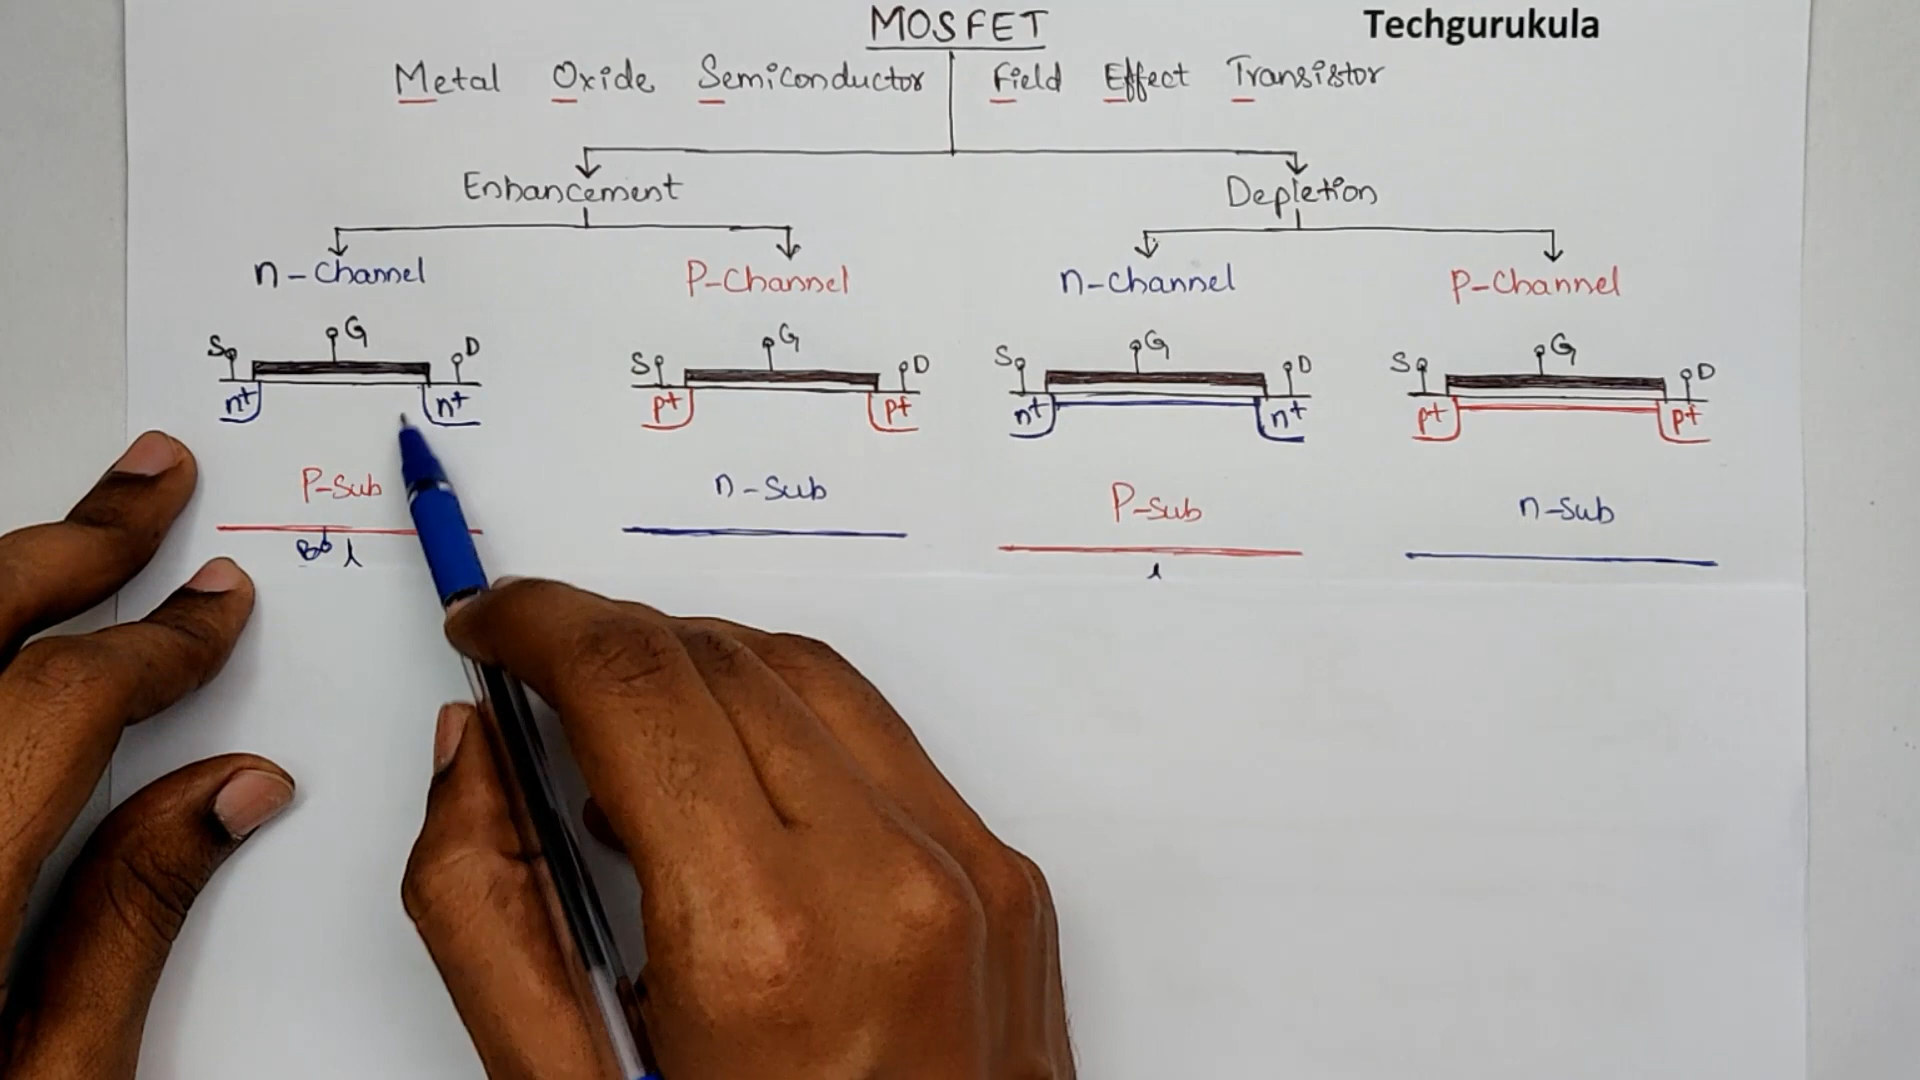 MOSFET
Techgurukula
Metal Oxide Semiconductor Field Effect Transistor
Enhancement
Depletion
n-Channel
P-Channel
n-Channel
P-Channel
S G D
S G D
S G D
S G D
n+ n+
p+ p+
n+ n+
p+ p+
P-Sub
n-Sub
P-Sub
n-Sub
B